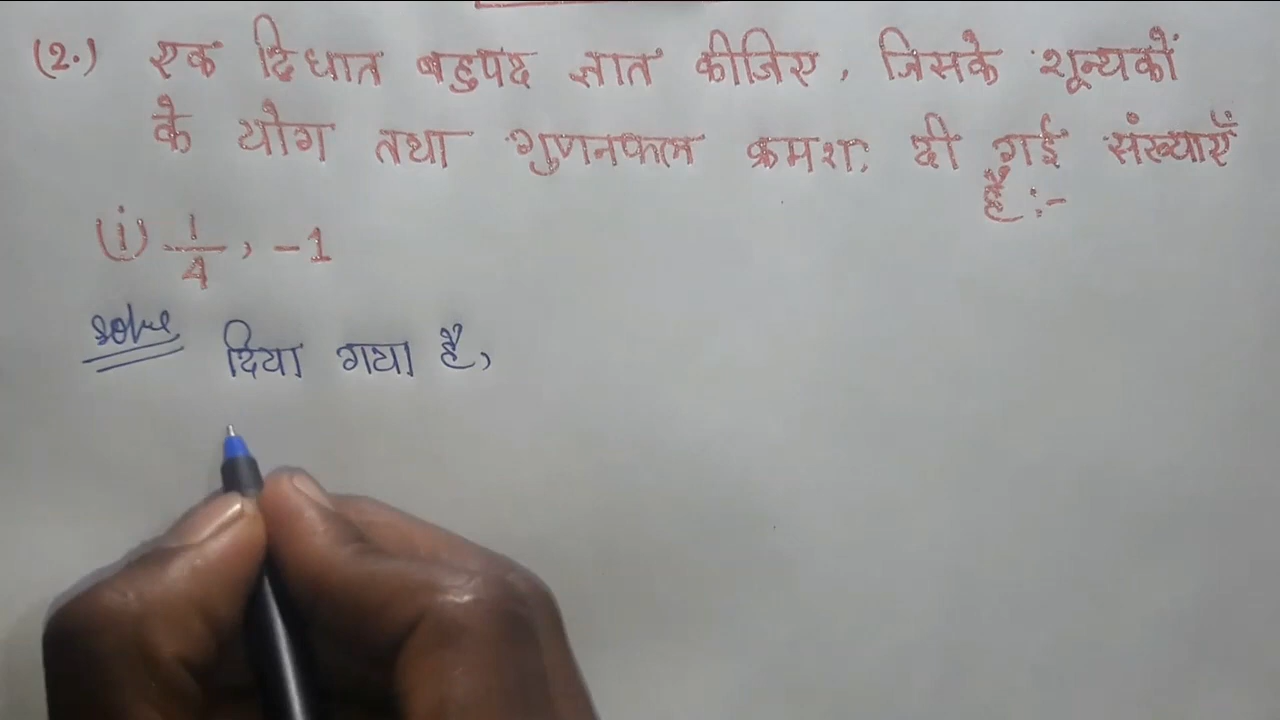 (2.) एक द्विघात बहुपद ज्ञात कीजिए, जिसके शून्यकों
के योग तथा गुणनफल क्रमशः दी गई संख्याएँ
हैं :-
(i) 1/4 , -1
Solve दिया गया है,